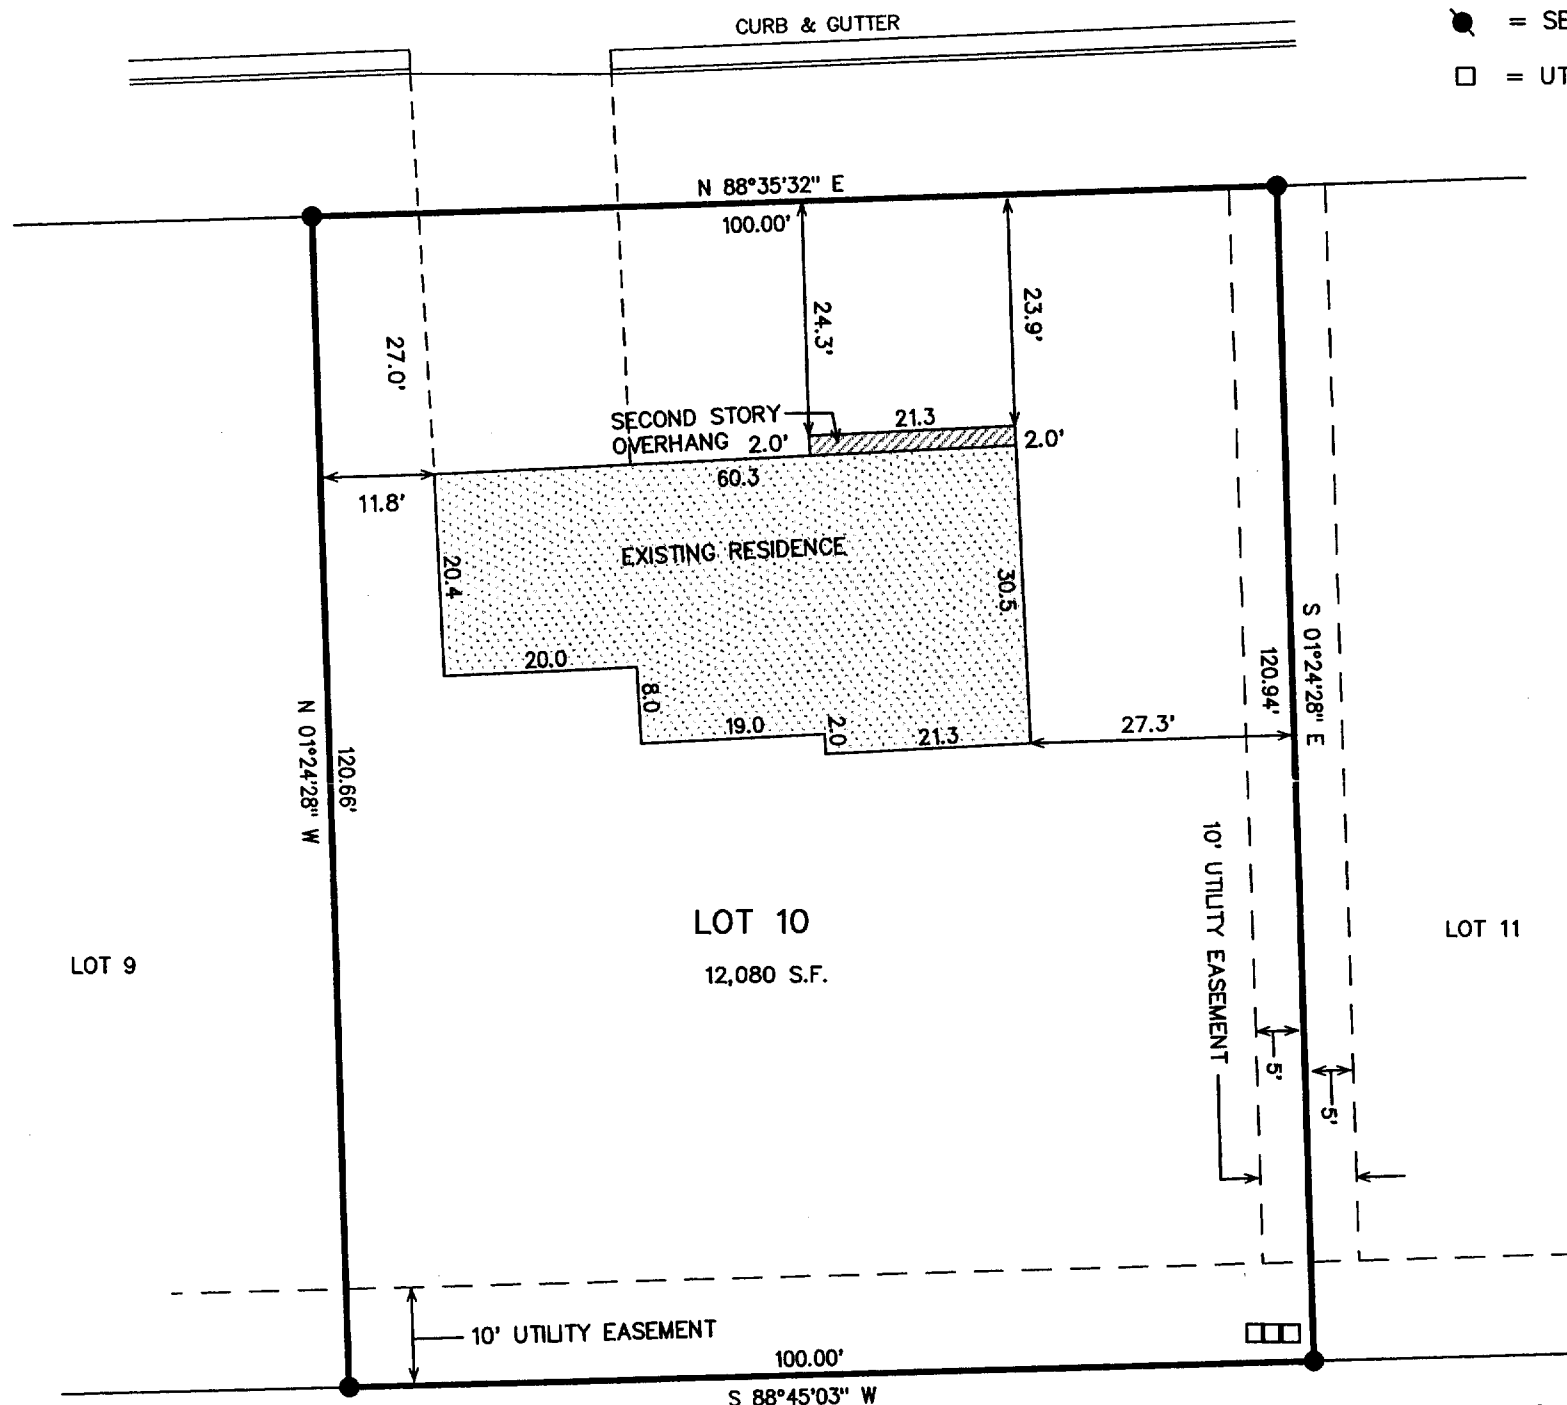 CURB & GUTTER
= SE
= UT
N 88°35'32" E
100.00'
27.0'
24.3'
23.9'
SECOND STORY
OVERHANG 2.0'
21.3
2.0'
11.8'
60.3
EXISTING RESIDENCE
20.4
30.5
20.0
8.0
19.0
2.0
21.3
27.3'
S 01°24'28" E
120.94'
N 01°24'28" W
120.66'
10' UTILITY EASEMENT
LOT 10
12,080 S.F.
LOT 9
LOT 11
5'
5'
10' UTILITY EASEMENT
100.00'
S 88°45'03" W